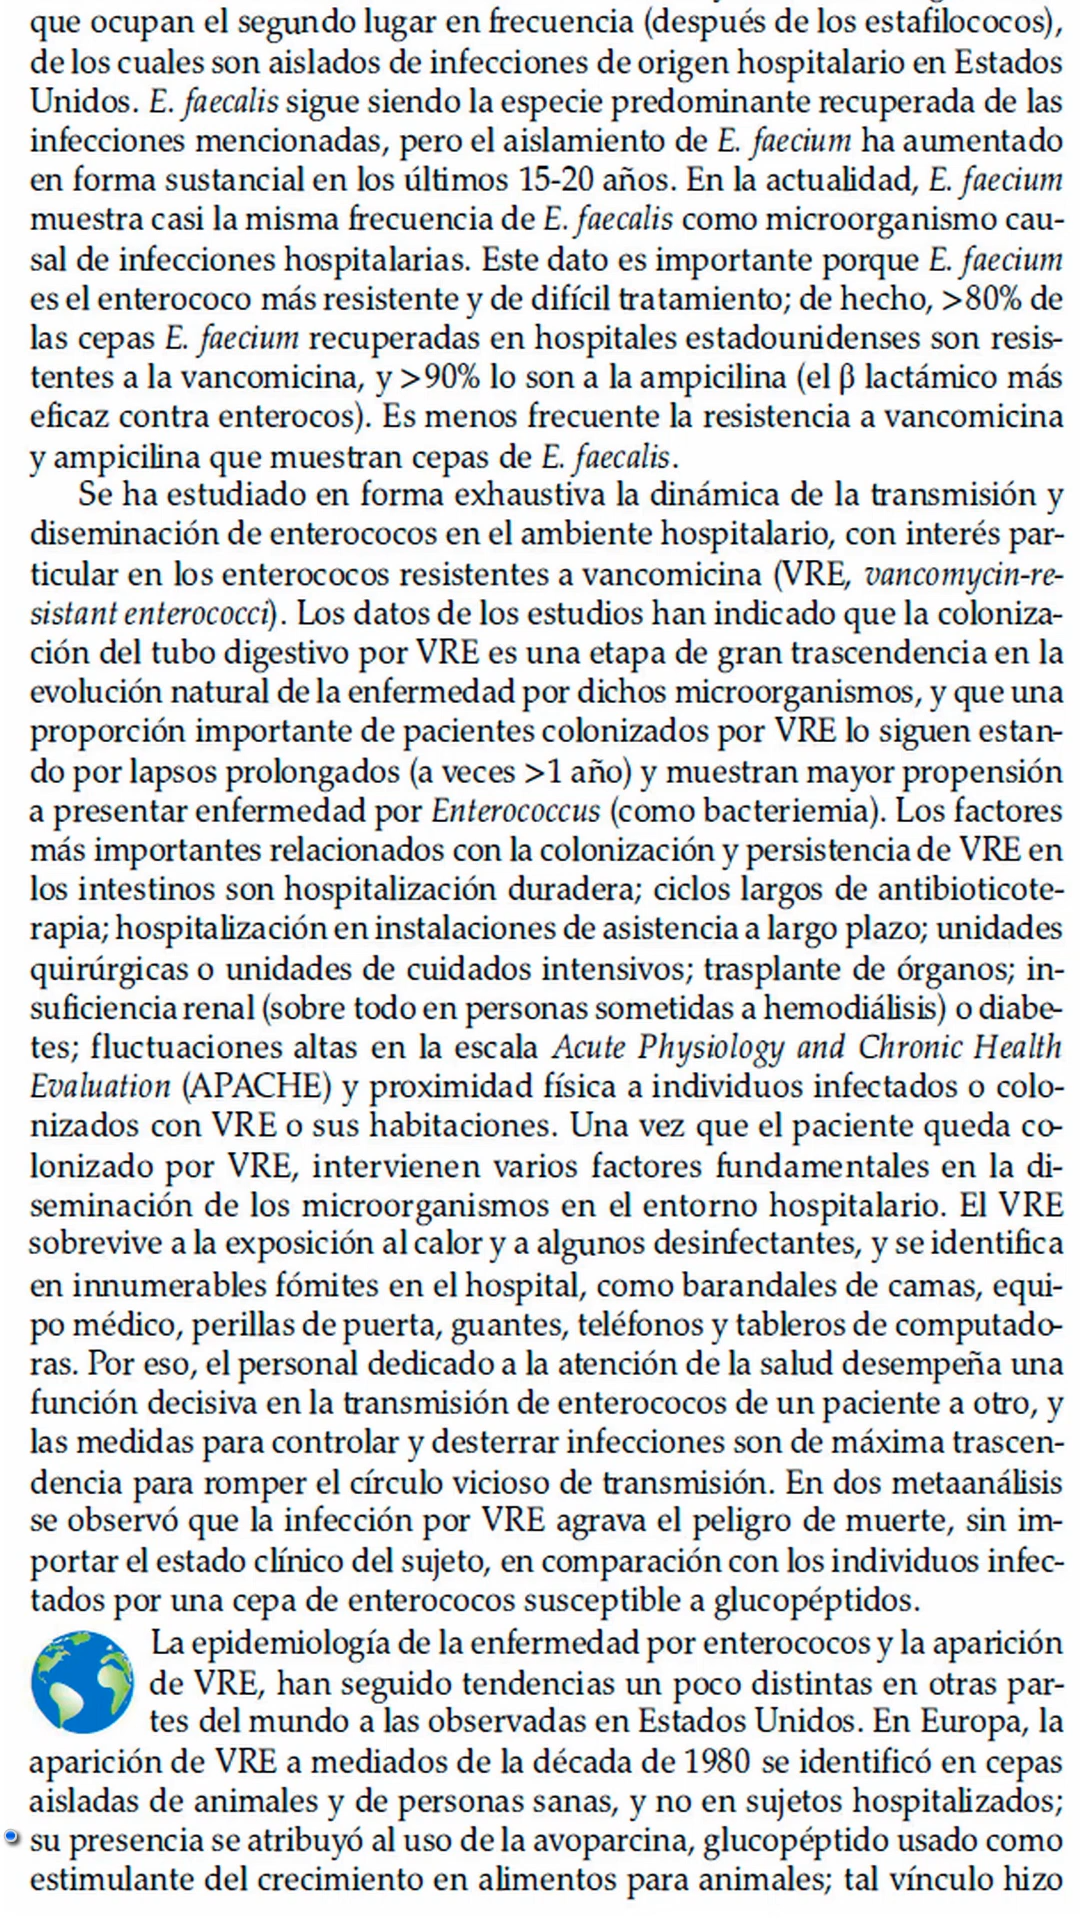 que ocupan el segundo lugar en frecuencia (después de los estafilococos),
de los cuales son aislados de infecciones de origen hospitalario en Estados
Unidos. E. faecalis sigue siendo la especie predominante recuperada de las
infecciones mencionadas, pero el aislamiento de E. faecium ha aumentado
en forma sustancial en los últimos 15-20 años. En la actualidad, E. faecium
muestra casi la misma frecuencia de E. faecalis como microorganismo cau-
sal de infecciones hospitalarias. Este dato es importante porque E. faecium
es el enterococo más resistente y de difícil tratamiento; de hecho, >80% de
las cepas E. faecium recuperadas en hospitales estadounidenses son resis-
tentes a la vancomicina, y >90% lo son a la ampicilina (el β lactámico más
eficaz contra enterocos). Es menos frecuente la resistencia a vancomicina
y ampicilina que muestran cepas de E. faecalis.
Se ha estudiado en forma exhaustiva la dinámica de la transmisión y
diseminación de enterococos en el ambiente hospitalario, con interés par-
ticular en los enterococos resistentes a vancomicina (VRE, vancomycin-re-
sistant enterococci). Los datos de los estudios han indicado que la coloniza-
ción del tubo digestivo por VRE es una etapa de gran trascendencia en la
evolución natural de la enfermedad por dichos microorganismos, y que una
proporción importante de pacientes colonizados por VRE lo siguen estan-
do por lapsos prolongados (a veces >1 año) y muestran mayor propensión
a presentar enfermedad por Enterococcus (como bacteriemia). Los factores
más importantes relacionados con la colonización y persistencia de VRE en
los intestinos son hospitalización duradera; ciclos largos de antibioticote-
rapia; hospitalización en instalaciones de asistencia a largo plazo; unidades
quirúrgicas o unidades de cuidados intensivos; trasplante de órganos; in-
suficiencia renal (sobre todo en personas sometidas a hemodiálisis) o diabe-
tes; fluctuaciones altas en la escala Acute Physiology and Chronic Health
Evaluation (APACHE) y proximidad física a individuos infectados o colo-
nizados con VRE o sus habitaciones. Una vez que el paciente queda co-
lonizado por VRE, intervienen varios factores fundamentales en la di-
seminación de los microorganismos en el entorno hospitalario. El VRE
sobrevive a la exposición al calor y a algunos desinfectantes, y se identifica
en innumerables fómites en el hospital, como barandales de camas, equi-
po médico, perillas de puerta, guantes, teléfonos y tableros de computado-
ras. Por eso, el personal dedicado a la atención de la salud desempeña una
función decisiva en la transmisión de enterococos de un paciente a otro, y
las medidas para controlar y desterrar infecciones son de máxima trascen-
dencia para romper el círculo vicioso de transmisión. En dos metaanálisis
se observó que la infección por VRE agrava el peligro de muerte, sin im-
portar el estado clínico del sujeto, en comparación con los individuos infec-
tados por una cepa de enterococos susceptible a glucopéptidos.
La epidemiología de la enfermedad por enterococos y la aparición
de VRE, han seguido tendencias un poco distintas en otras par-
tes del mundo a las observadas en Estados Unidos. En Europa, la
aparición de VRE a mediados de la década de 1980 se identificó en cepas
aisladas de animales y de personas sanas, y no en sujetos hospitalizados;
su presencia se atribuyó al uso de la avoparcina, glucopéptido usado como
estimulante del crecimiento en alimentos para animales; tal vínculo hizo